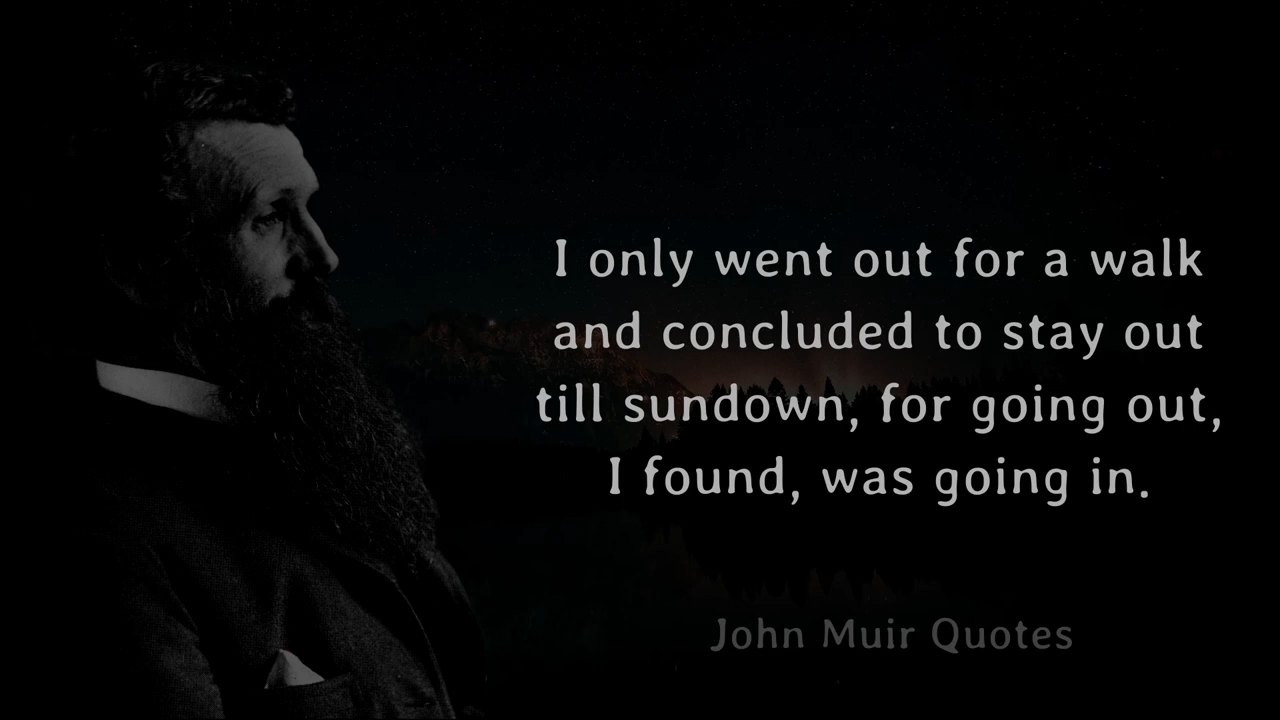 I only went out for a walk
and concluded to stay out
till sundown, for going out,
I found, was going in.
John Muir Quotes